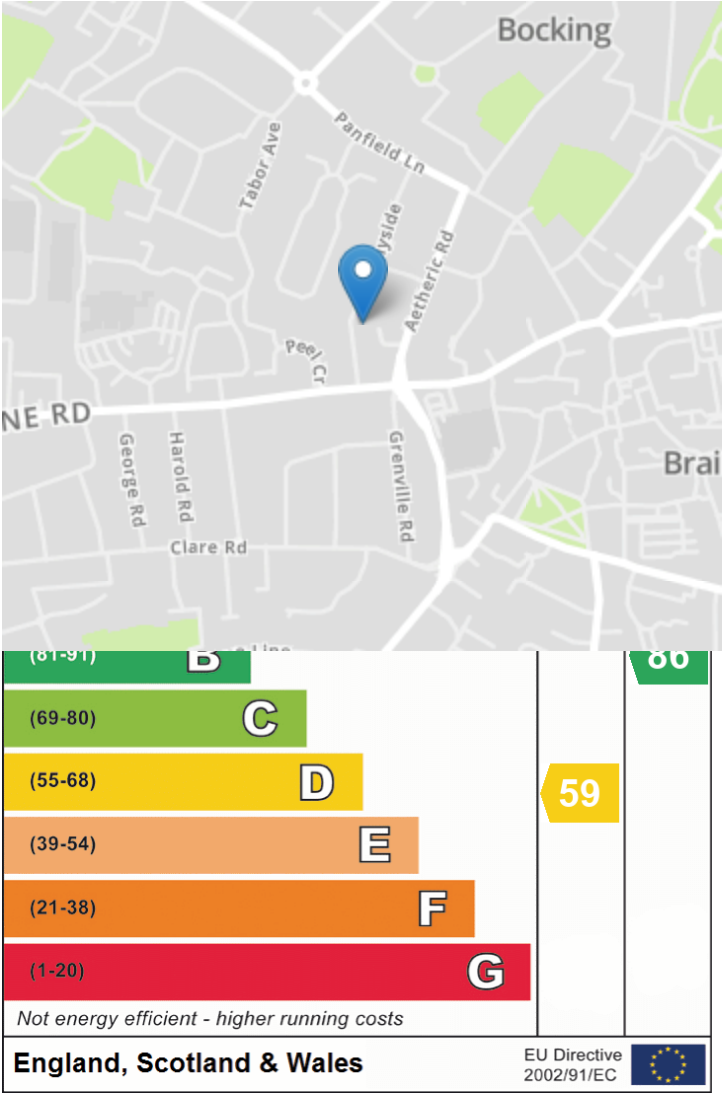 Bocking
Panfield Ln
Tabor Ave
yside
Aetheric Rd
Peel Cr
NE RD
George Rd
Harold Rd
Grenville Rd
Brai
Clare Rd
Line
(81-91) B 86
(69-80) C
(55-68) D 59
(39-54) E
(21-38) F
(1-20) G
Not energy efficient - higher running costs
England, Scotland & Wales
EU Directive
2002/91/EC